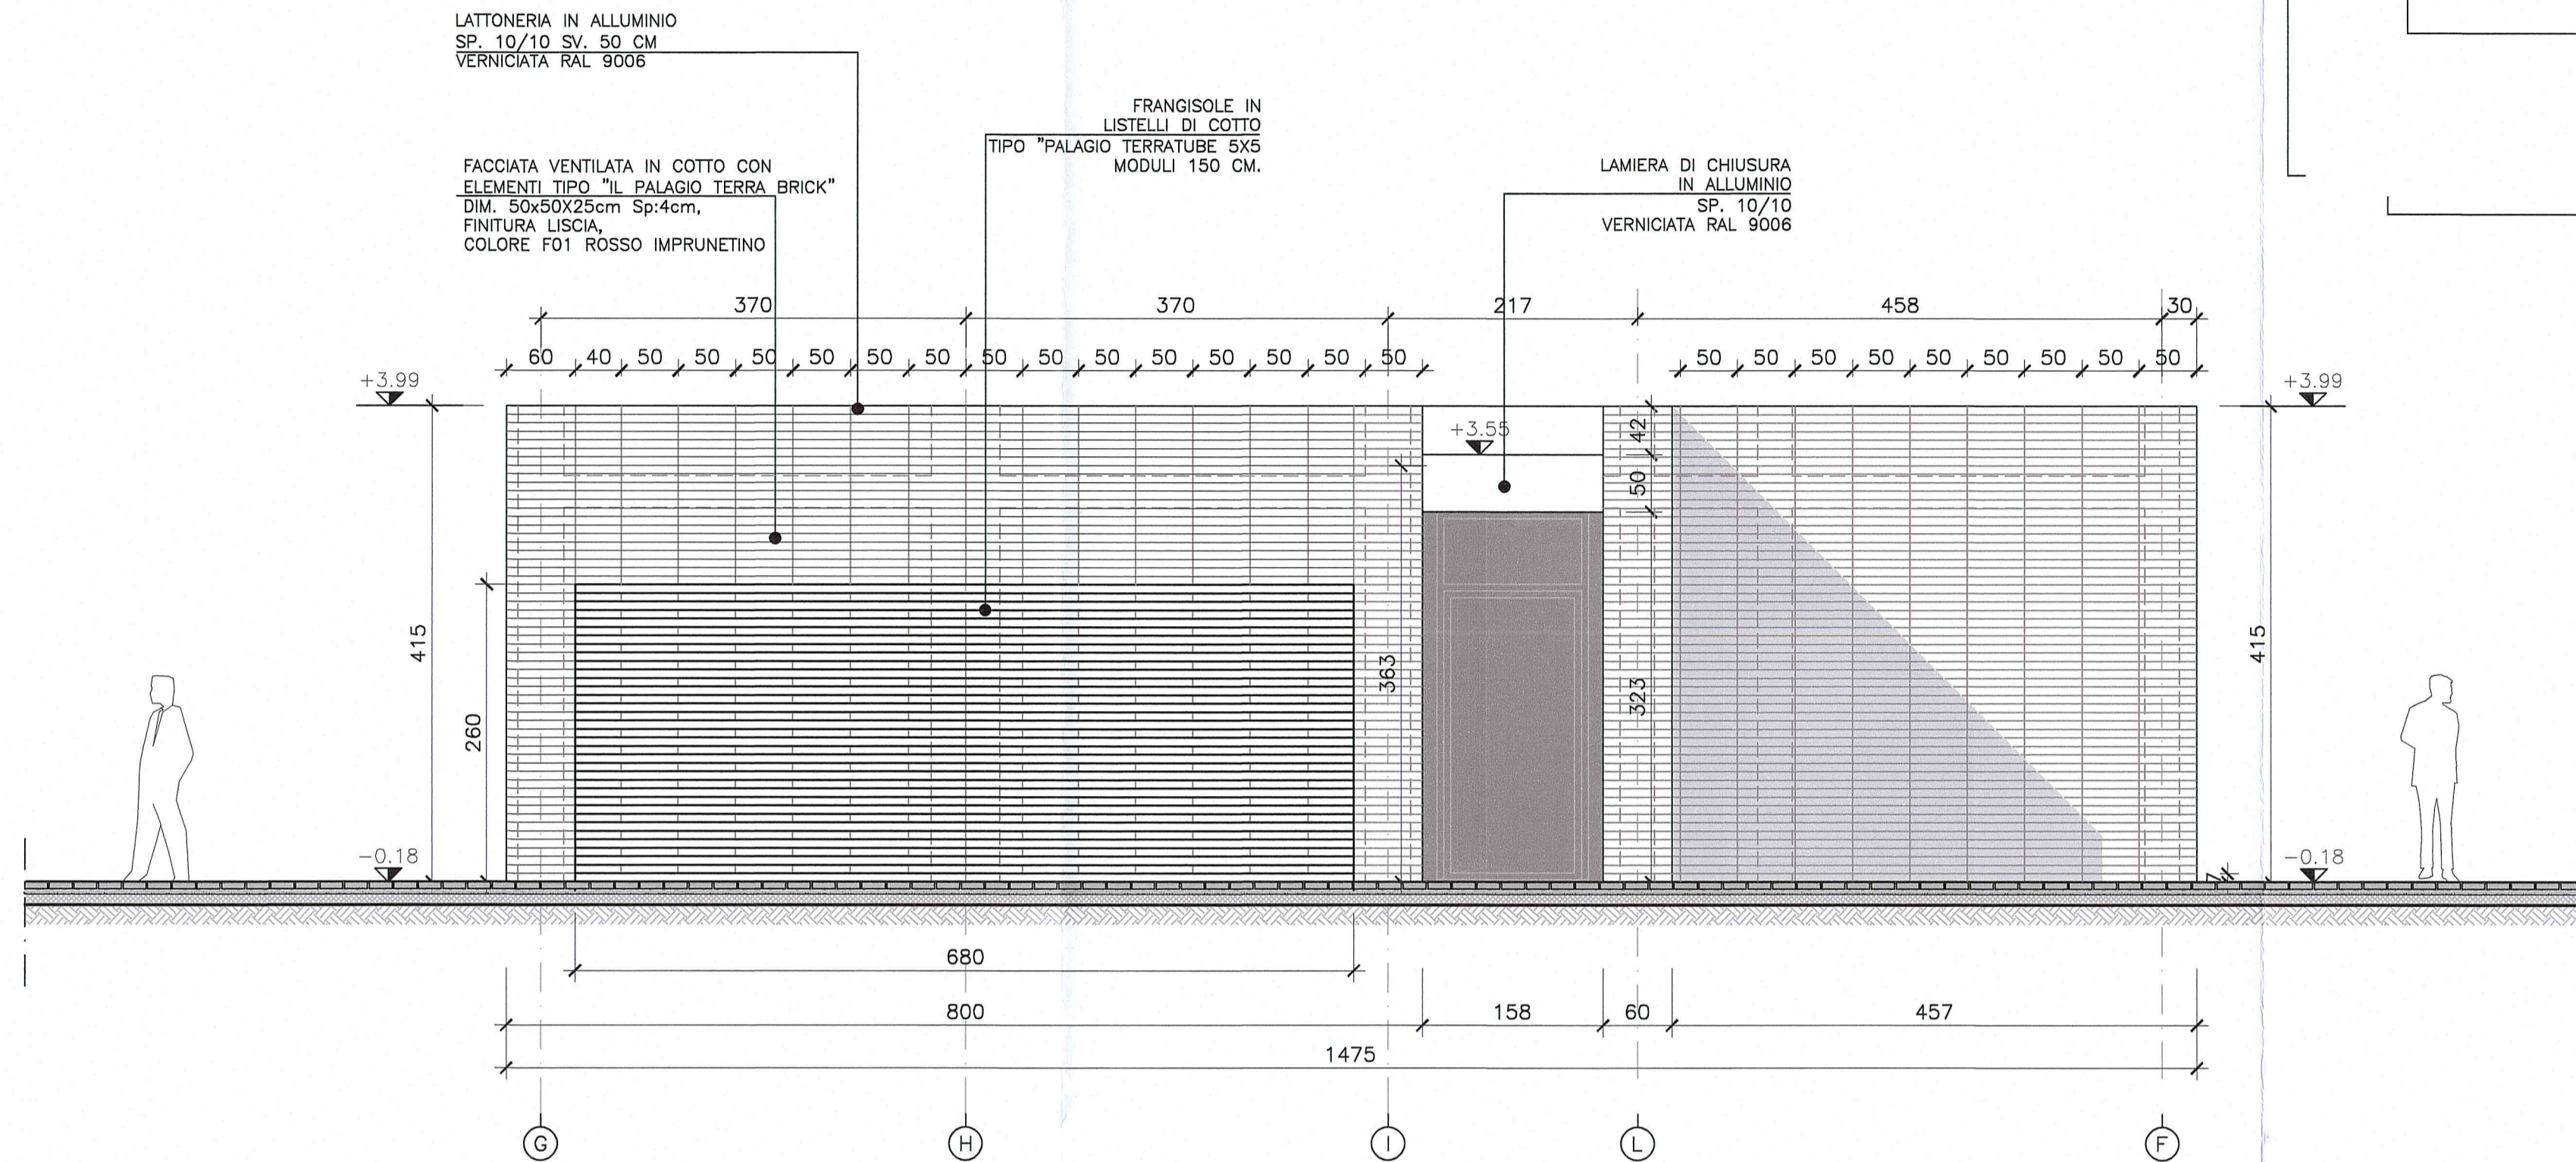 LATTONERIA IN ALLUMINIO
SP. 10/10 SV. 50 CM
VERNICIATA RAL 9006
FRANGISOLE IN
LISTELLI DI COTTO
TIPO "PALAGIO TERRATUBE 5X5
MODULI 150 CM.
FACCIATA VENTILATA IN COTTO CON
ELEMENTI TIPO "IL PALAGIO TERRA BRICK"
DIM. 50x50X25cm Sp:4cm,
FINITURA LISCIA,
COLORE F01 ROSSO IMPRUNETINO
LAMIERA DI CHIUSURA
IN ALLUMINIO
SP. 10/10
VERNICIATA RAL 9006
370 370 217 458 30
60 40 50 50 50 50 50 50 50 50 50 50 50 50 50 50 50 50 50 50 50 50 50 50
+3.99 +3.99
+3.55
42
50
415
260
363
323
415
-0.18 7 -0.18
680
800 158 60 457
1475
G H I L F